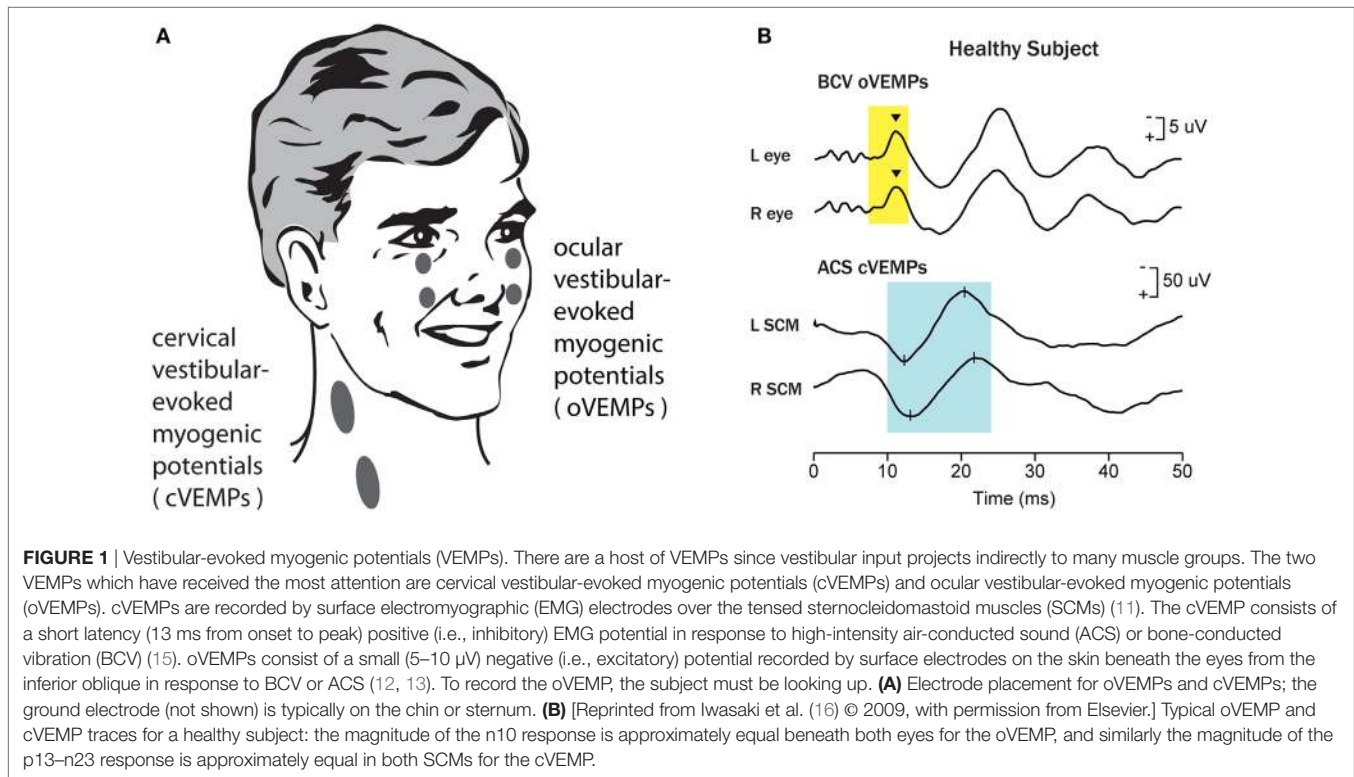 A
cervical
vestibular-
evoked
myogenic
potentials
( cVEMPs )
ocular
vestibular-
evoked
myogenic
potentials
( oVEMPs )
B
Healthy Subject
BCV oVEMPs
- 5 uV
+
L eye
R eye
ACS cVEMPs
- 50 uV
+
L SCM
R SCM
0 10 20 30 40 50
Time (ms)
FIGURE 1 | Vestibular-evoked myogenic potentials (VEMPs). There are a host of VEMPs since vestibular input projects indirectly to many muscle groups. The two
VEMPs which have received the most attention are cervical vestibular-evoked myogenic potentials (cVEMPs) and ocular vestibular-evoked myogenic potentials
(oVEMPs). cVEMPs are recorded by surface electromyographic (EMG) electrodes over the tensed sternocleidomastoid muscles (SCMs) (11). The cVEMP consists of
a short latency (13 ms from onset to peak) positive (i.e., inhibitory) EMG potential in response to high-intensity air-conducted sound (ACS) or bone-conducted
vibration (BCV) (15). oVEMPs consist of a small (5–10 μV) negative (i.e., excitatory) potential recorded by surface electrodes on the skin beneath the eyes from the
inferior oblique in response to BCV or ACS (12, 13). To record the oVEMP, the subject must be looking up. (A) Electrode placement for oVEMPs and cVEMPs; the
ground electrode (not shown) is typically on the chin or sternum. (B) [Reprinted from Iwasaki et al. (16) © 2009, with permission from Elsevier.] Typical oVEMP and
cVEMP traces for a healthy subject: the magnitude of the n10 response is approximately equal beneath both eyes for the oVEMP, and similarly the magnitude of the
p13–n23 response is approximately equal in both SCMs for the cVEMP.